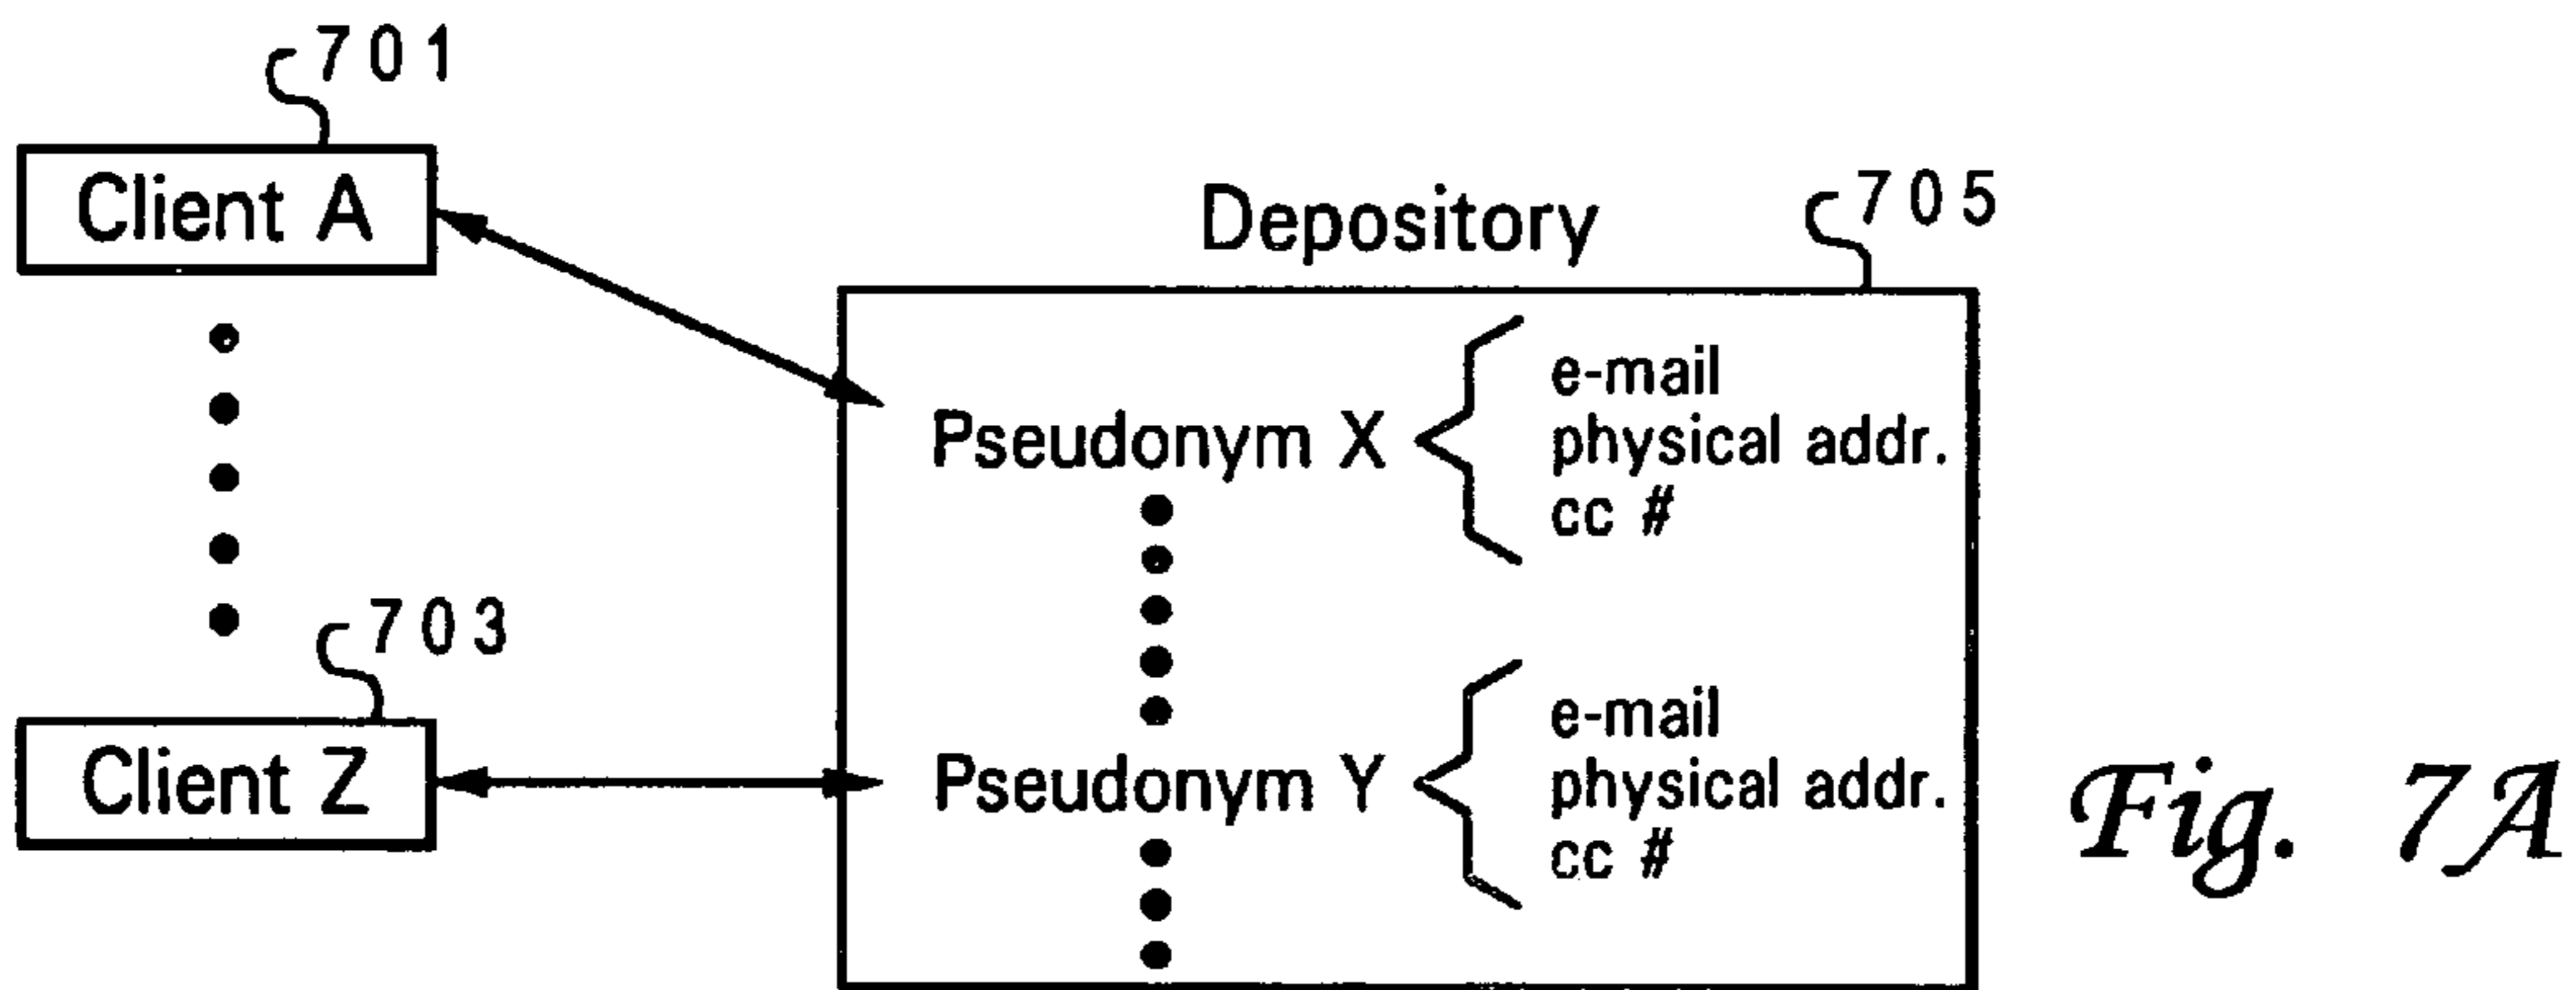 701
Client A
Depository
705
Pseudonym X
e-mail
physical addr.
cc #
703
Client Z
Pseudonym Y
e-mail
physical addr.
cc #
Fig. 7A